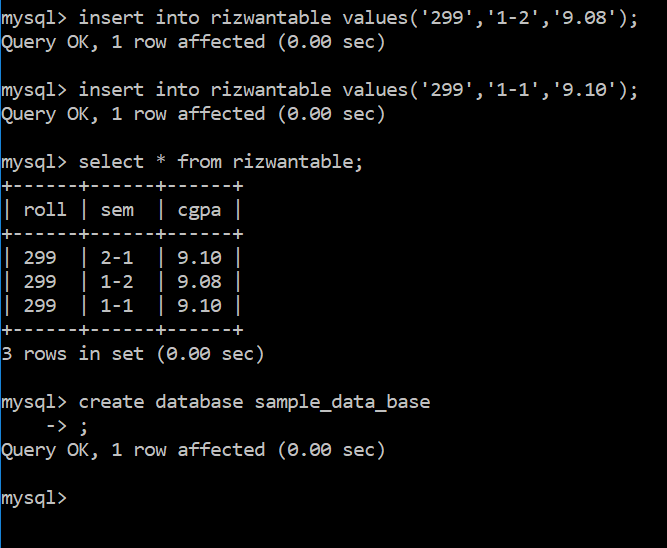 mysql> insert into rizwantable values('299','1-2','9.08');
Query OK, 1 row affected (0.00 sec)
mysql> insert into rizwantable values('299','1-1','9.10');
Query OK, 1 row affected (0.00 sec)
mysql> select * from rizwantable;
+------+------+------+
| roll | sem  | cgpa |
+------+------+------+
| 299  | 2-1  | 9.10 |
| 299  | 1-2  | 9.08 |
| 299  | 1-1  | 9.10 |
+------+------+------+
3 rows in set (0.00 sec)
mysql> create database sample_data_base
    -> ;
Query OK, 1 row affected (0.00 sec)
mysql>